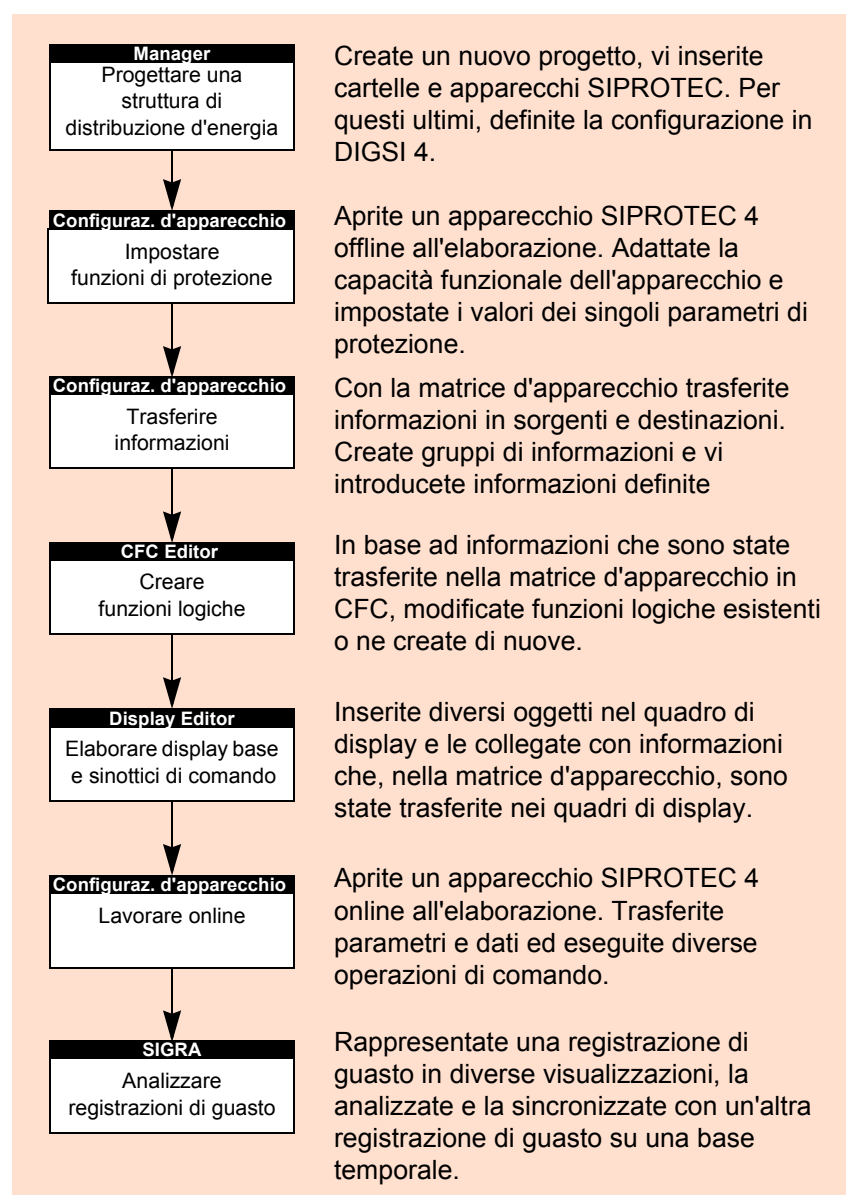 Manager
Progettare una
struttura di
distribuzione d'energia
Create un nuovo progetto, vi inserite
cartelle e apparecchi SIPROTEC. Per
questi ultimi, definite la configurazione in
DIGSI 4.
Configuraz. d'apparecchio
Impostare
funzioni di protezione
Aprite un apparecchio SIPROTEC 4
offline all'elaborazione. Adattate la
capacità funzionale dell'apparecchio e
impostate i valori dei singoli parametri di
protezione.
Configuraz. d'apparecchio
Trasferire
informazioni
Con la matrice d'apparecchio trasferite
informazioni in sorgenti e destinazioni.
Create gruppi di informazioni e vi
introducete informazioni definite
CFC Editor
Creare
funzioni logiche
In base ad informazioni che sono state
trasferite nella matrice d'apparecchio in
CFC, modificate funzioni logiche esistenti
o ne create di nuove.
Display Editor
Elaborare display base
e sinottici di comando
Inserite diversi oggetti nel quadro di
display e le collegate con informazioni
che, nella matrice d'apparecchio, sono
state trasferite nei quadri di display.
Configuraz. d'apparecchio
Lavorare online
Aprite un apparecchio SIPROTEC 4
online all'elaborazione. Trasferite
parametri e dati ed eseguite diverse
operazioni di comando.
SIGRA
Analizzare
registrazioni di guasto
Rappresentate una registrazione di
guasto in diverse visualizzazioni, la
analizzate e la sincronizzate con un'altra
registrazione di guasto su una base
temporale.